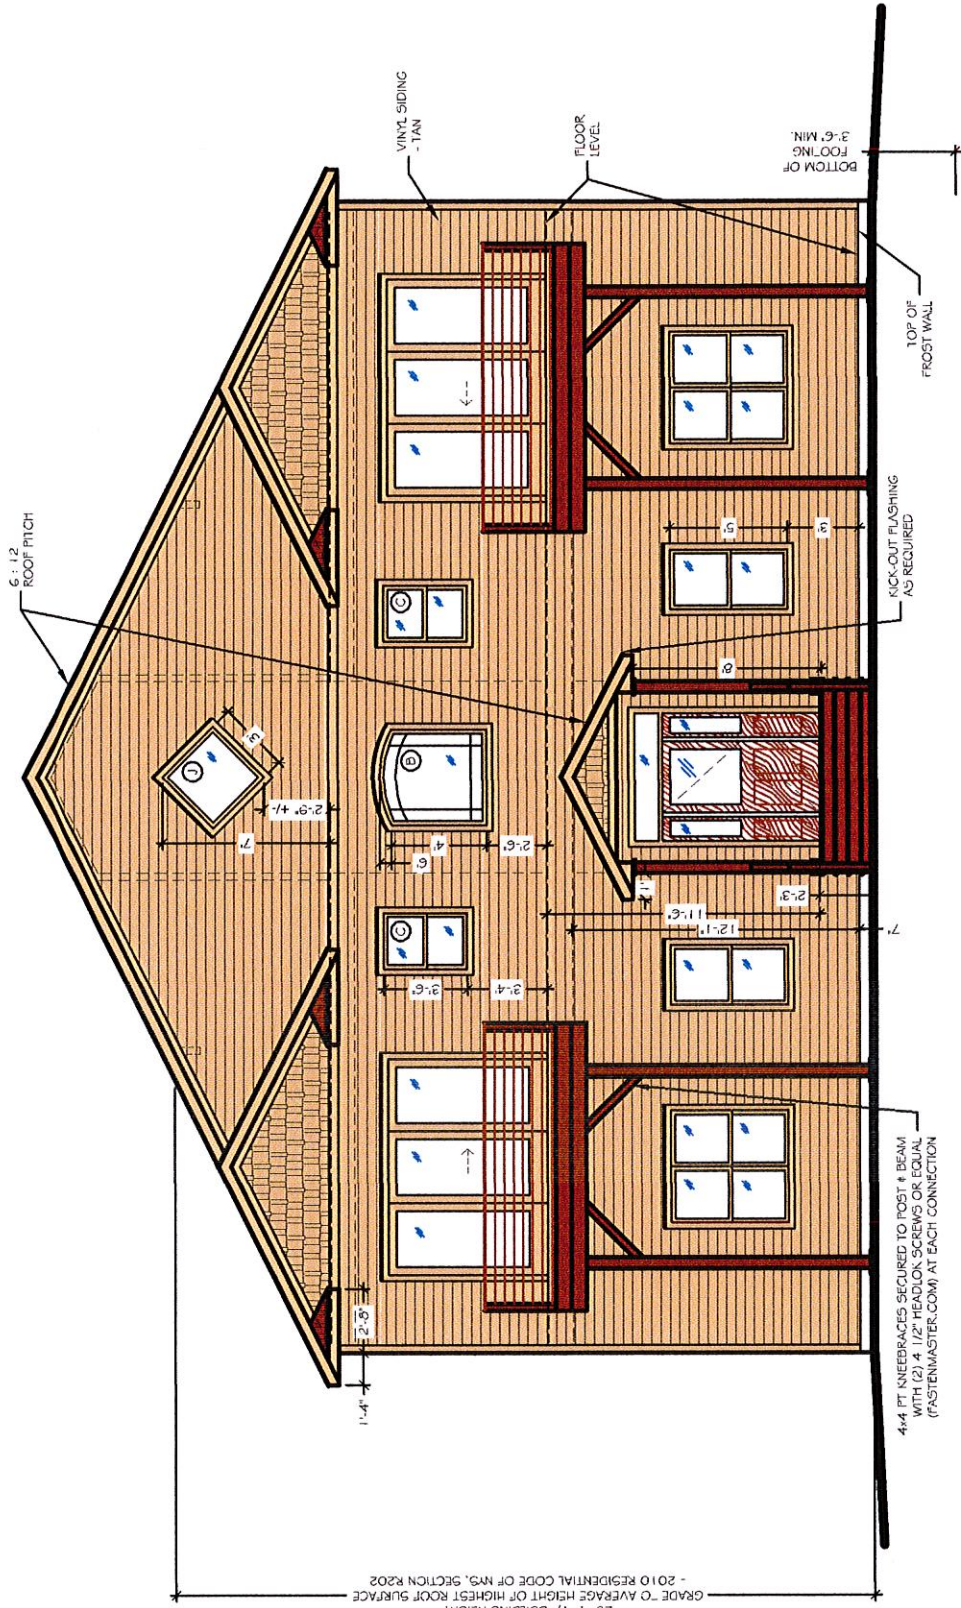 6 : 12
ROOF PITCH
VINYL SIDING
- TAN
FLOOR
LEVEL
BOTTOM OF
FOOTING
3'-6" MIN.
TOP OF
FROST WALL
KICK-OUT FLASHING
AS REQUIRED
4x4 PT KNEEBRACES SECURED TO POST & BEAM
WITH (2) 4 1/2" HEADLOK SCREWS OR EQUAL
(FASTENMASTER.COM) AT EACH CONNECTION
GRADE TO AVERAGE HEIGHT OF HIGHEST ROOF SURFACE
- 2010 RESIDENTIAL CODE OF NYS, SECTION R202
J
3'
7'
2'-9" +/-
C
B
C
6"
4'
2'-6"
3'-6"
3'-4"
2'-8"
1'-4"
5'
3'
8'
1'
2'-3"
11'-6"
12'-1"
7"